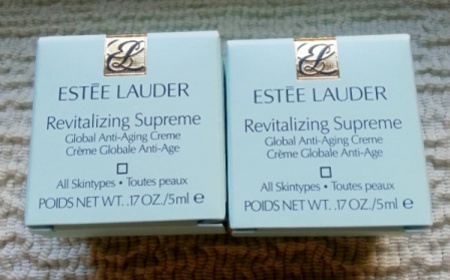 ESTĒE LAUDER
Revitalizing Supreme
Global Anti-Aging Creme
Crème Globale Anti-Age
All Skintypes • Toutes peaux
POIDS NET WT. .17 OZ./5ml ℮
ESTĒE LAUDER
Revitalizing Supreme
Global Anti-Aging Creme
Crème Globale Anti-Age
All Skintypes • Toutes peaux
POIDS NET WT. .17 OZ./5ml ℮